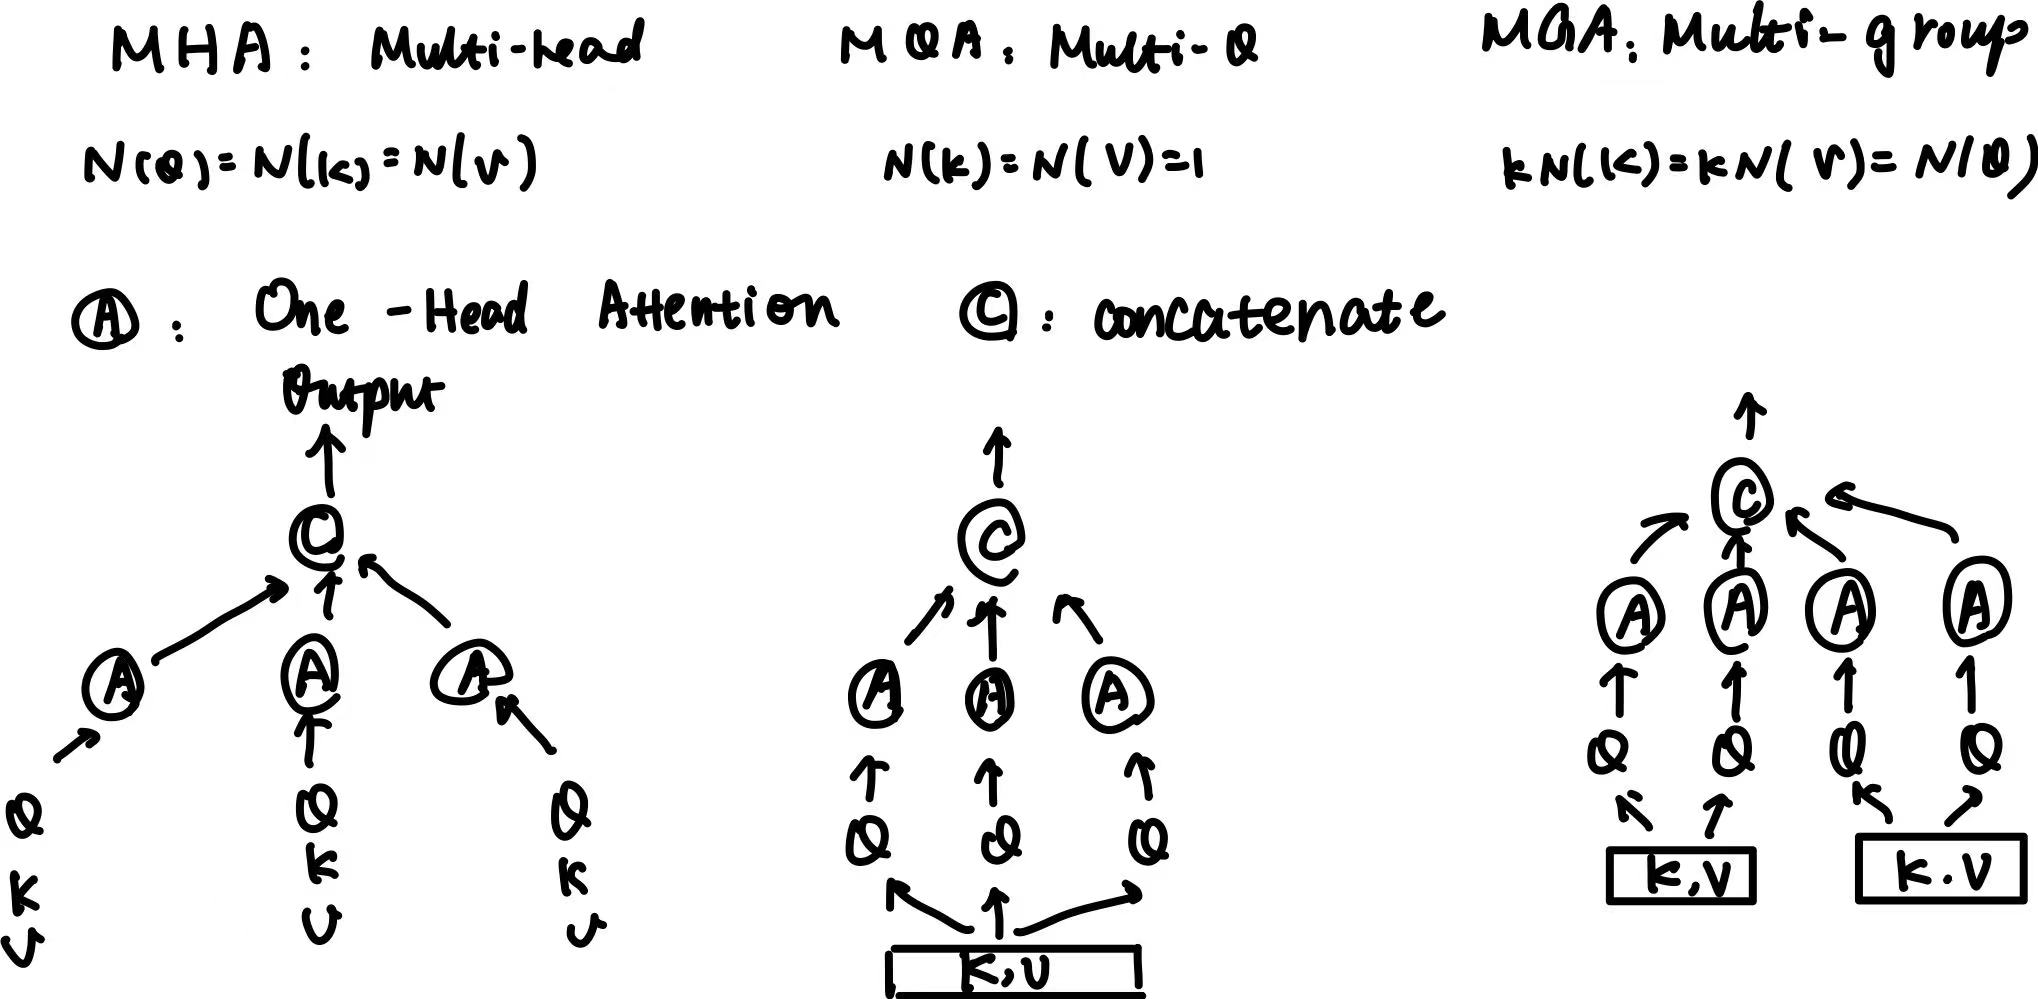 MHA: Multi-head
MQA: Multi-Q
MGA: Multi-group
N(Q)=N(K)=N(V)
N(K)=N(V)=1
kN(K)=kN(V)=N(Q)
A: One-Head Attention
C: concatenate
Output
C
A A A
Q Q Q
K K K
V V V
C
A A A
Q Q Q
K,V
C
A A A A
Q Q Q Q
K,V K.V